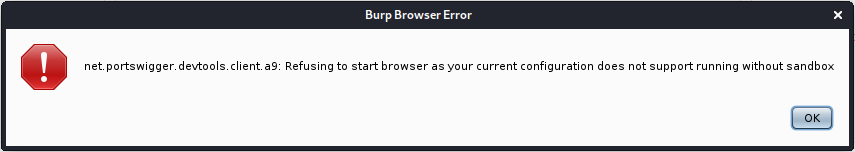 Burp Browser Error
net.portswigger.devtools.client.a9: Refusing to start browser as your current configuration does not support running without sandbox
OK